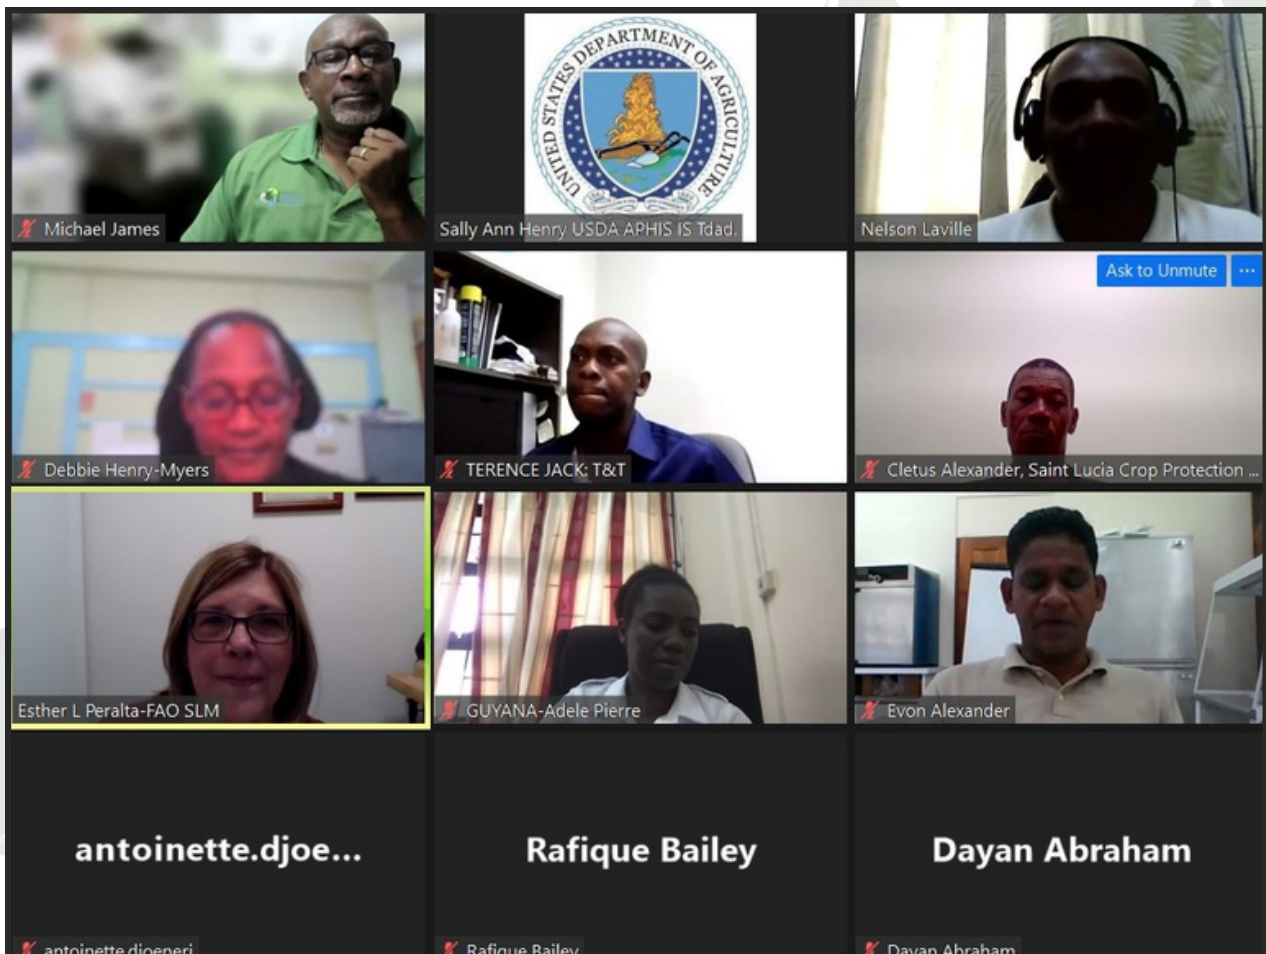 Michael James
UNITED STATES DEPARTMENT OF AGRICULTURE
Sally Ann Henry USDA APHIS IS Tdad.
Nelson Laville
Debbie Henry-Myers
TERENCE JACK: T&T
Ask to Unmute
...
Cletus Alexander, Saint Lucia Crop Protection ...
Esther L Peralta-FAO SLM
GUYANA-Adele Pierre
Evon Alexander
antoinette.djoe...
Rafique Bailey
Dayan Abraham
antoinette.djoeneri
Rafique Bailey
Dayan Abraham